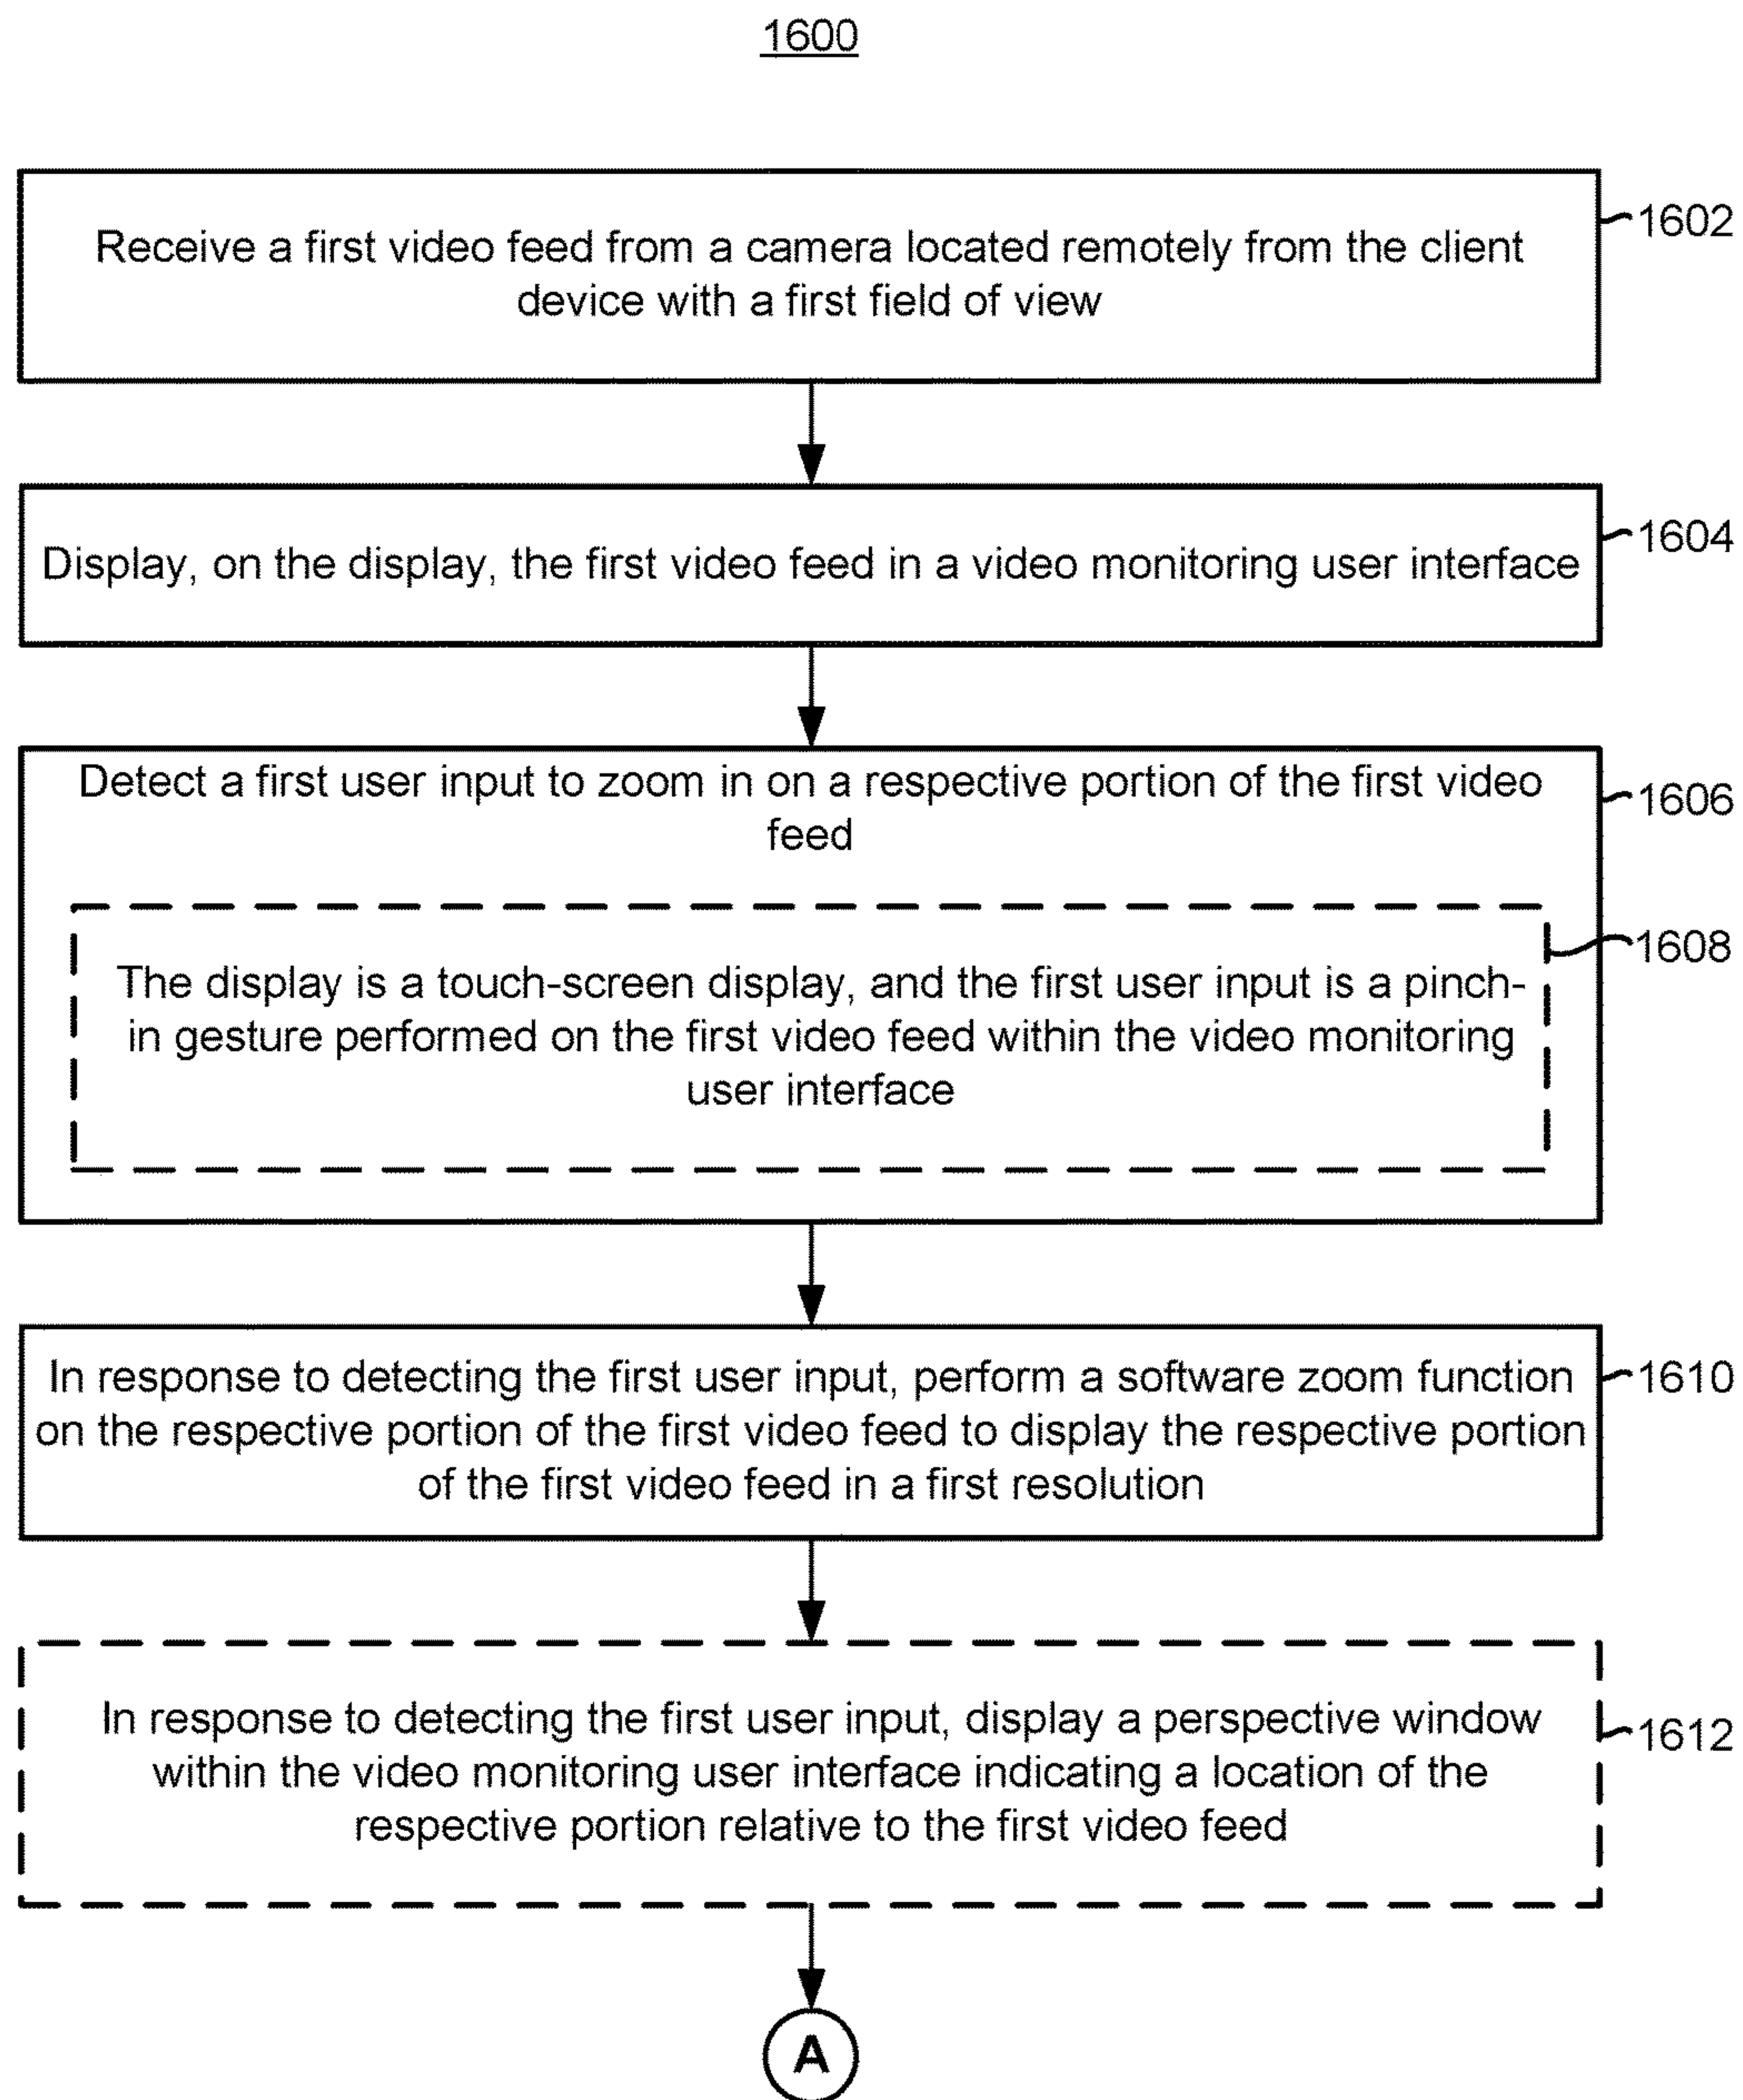 1600
Receive a first video feed from a camera located remotely from the client
device with a first field of view
1602
Display, on the display, the first video feed in a video monitoring user interface
1604
Detect a first user input to zoom in on a respective portion of the first video
feed
1606
The display is a touch-screen display, and the first user input is a pinch-
in gesture performed on the first video feed within the video monitoring
user interface
1608
In response to detecting the first user input, perform a software zoom function
on the respective portion of the first video feed to display the respective portion
of the first video feed in a first resolution
1610
In response to detecting the first user input, display a perspective window
within the video monitoring user interface indicating a location of the
respective portion relative to the first video feed
1612
A